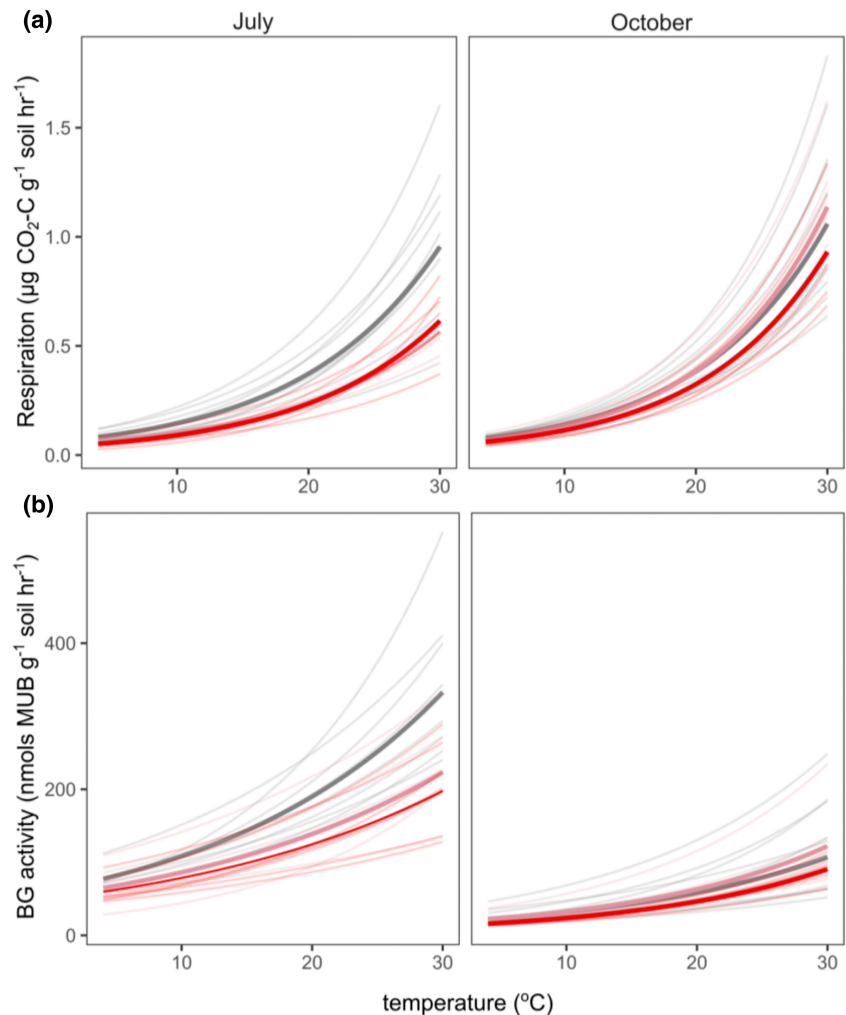 (a)
July
October
Respiraiton (µg CO₂-C g⁻¹ soil hr⁻¹)
1.5
1.0
0.5
0.0
10
20
30
10
20
30
(b)
BG activity (nmols MUB g⁻¹ soil hr⁻¹)
400
200
0
10
20
30
10
20
30
temperature (°C)